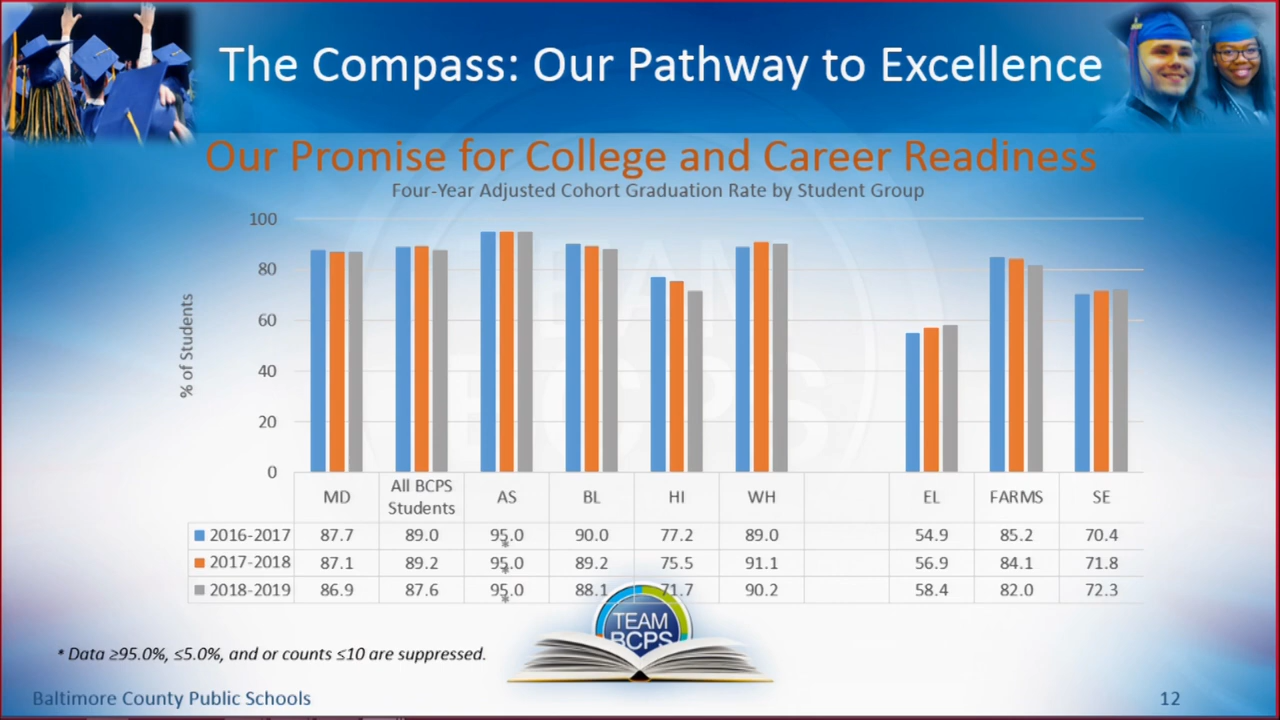 The Compass: Our Pathway to Excellence
Our Promise for College and Career Readiness
Four-Year Adjusted Cohort Graduation Rate by Student Group
% of Students
100
80
60
40
20
0
MD All BCPS Students AS BL HI WH EL FARMS SE
2016-2017 87.7 89.0 95.0* 90.0 77.2 89.0 54.9 85.2 70.4
2017-2018 87.1 89.2 95.0* 89.2 75.5 91.1 56.9 84.1 71.8
2018-2019 86.9 87.6 95.0* 88.1 71.7 90.2 58.4 82.0 72.3
TEAM
BCPS
* Data ≥95.0%, ≤5.0%, and or counts ≤10 are suppressed.
Baltimore County Public Schools 12